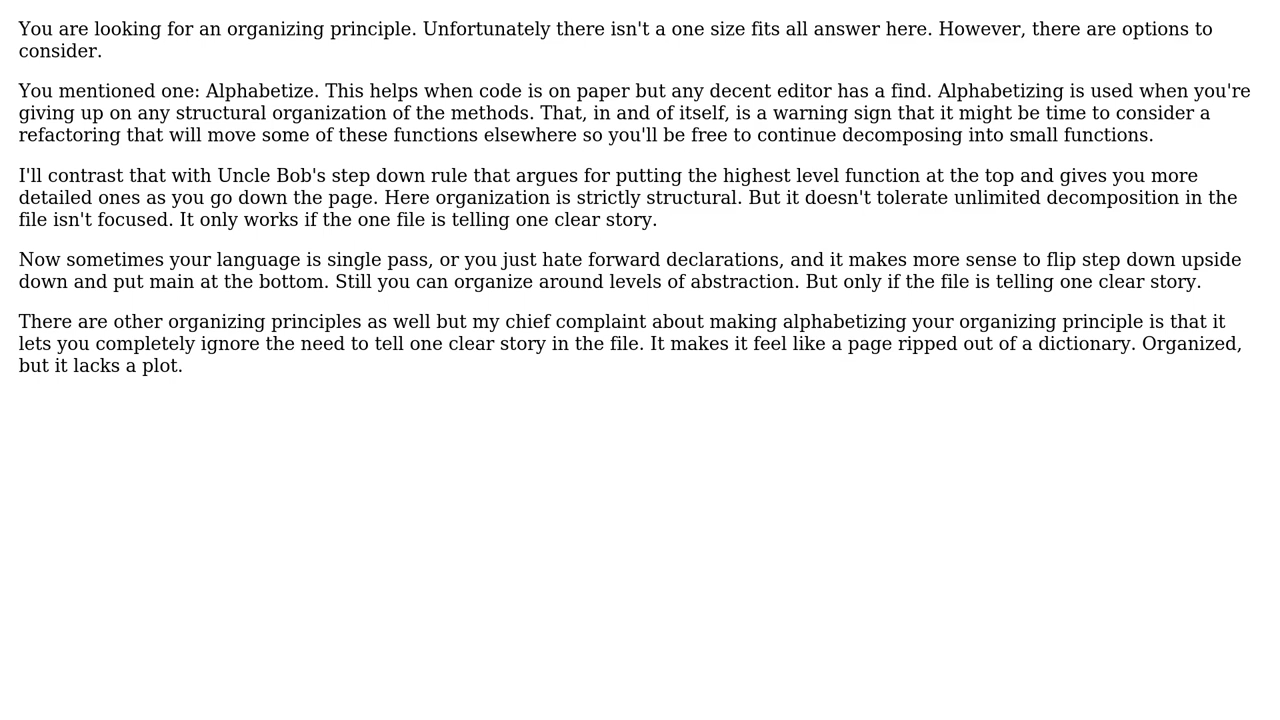 You are looking for an organizing principle. Unfortunately there isn't a one size fits all answer here. However, there are options to
consider.
You mentioned one: Alphabetize. This helps when code is on paper but any decent editor has a find. Alphabetizing is used when you're
giving up on any structural organization of the methods. That, in and of itself, is a warning sign that it might be time to consider a
refactoring that will move some of these functions elsewhere so you'll be free to continue decomposing into small functions.
I'll contrast that with Uncle Bob's step down rule that argues for putting the highest level function at the top and gives you more
detailed ones as you go down the page. Here organization is strictly structural. But it doesn't tolerate unlimited decomposition in the
file isn't focused. It only works if the one file is telling one clear story.
Now sometimes your language is single pass, or you just hate forward declarations, and it makes more sense to flip step down upside
down and put main at the bottom. Still you can organize around levels of abstraction. But only if the file is telling one clear story.
There are other organizing principles as well but my chief complaint about making alphabetizing your organizing principle is that it
lets you completely ignore the need to tell one clear story in the file. It makes it feel like a page ripped out of a dictionary. Organized,
but it lacks a plot.